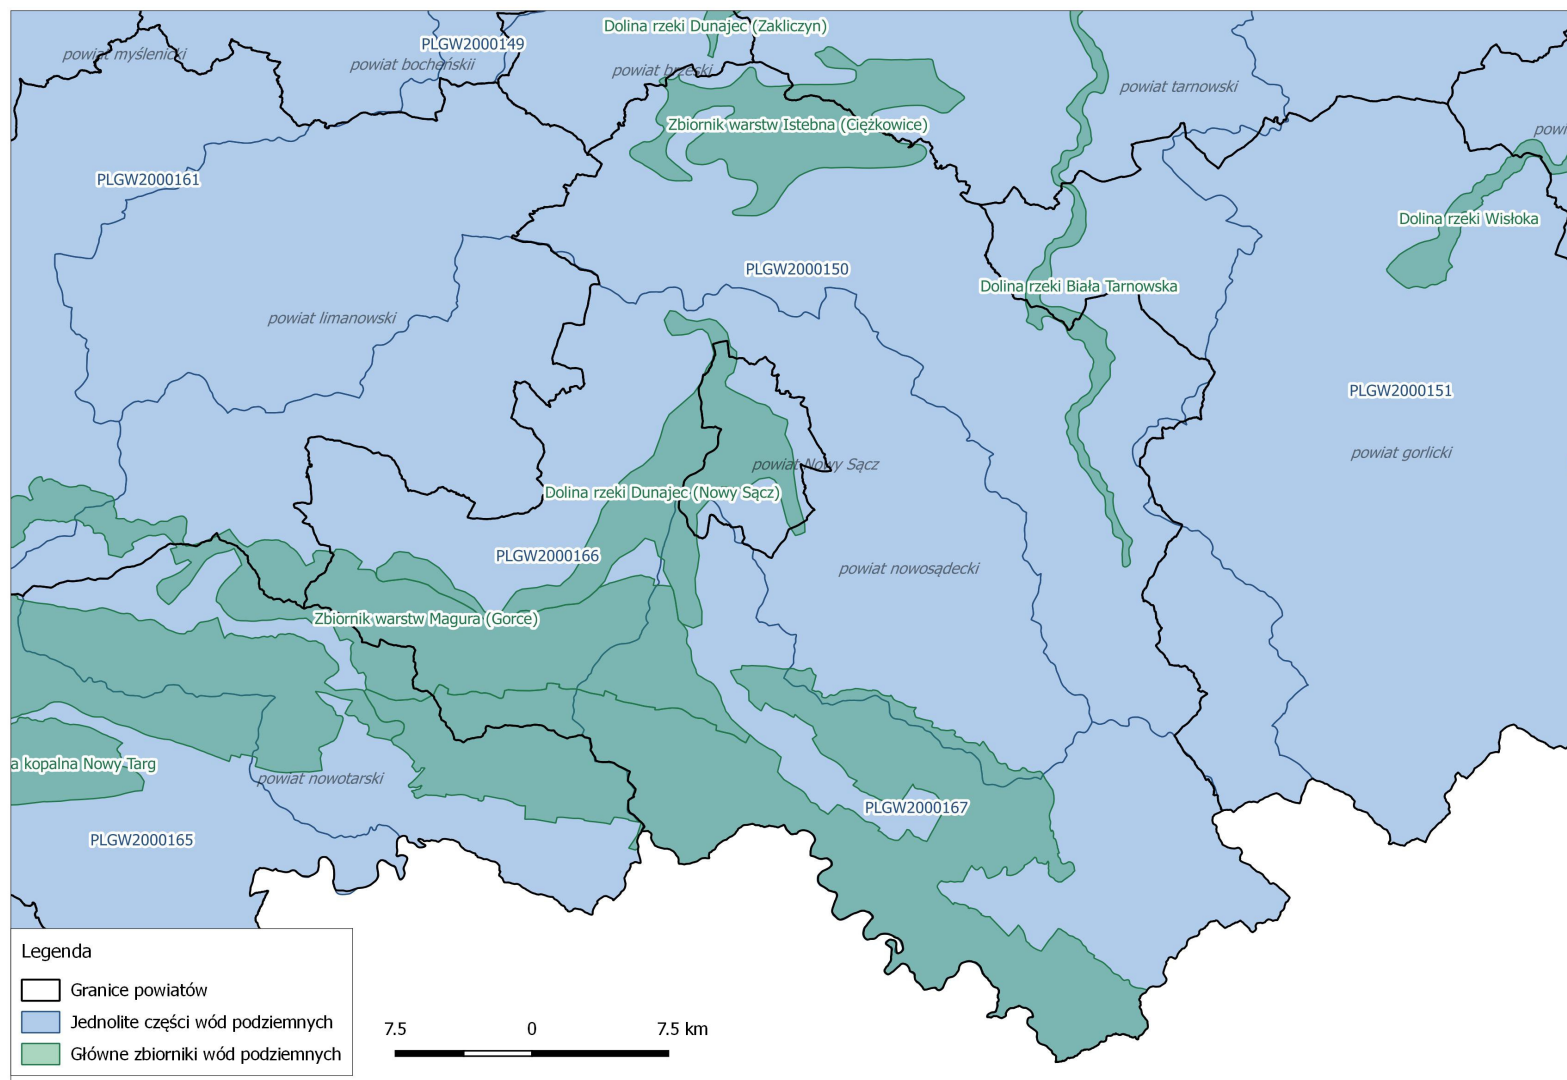 Dolina rzeki Dunajec (Zakliczyn)
PLGW2000149
powiat myślenicki
powiat bocheńskii
powiat brzeski
powiat tarnowski
Zbiornik warstw Istebna (Ciężkowice)
powi
PLGW2000161
Dolina rzeki Wisłoka
PLGW2000150
Dolina rzeki Biała Tarnowska
powiat limanowski
PLGW2000151
powiat gorlicki
powiat Nowy Sącz
Dolina rzeki Dunajec (Nowy Sącz)
PLGW2000166
powiat nowosądecki
Zbiornik warstw Magura (Gorce)
a kopalna Nowy Targ
powiat nowotarski
PLGW2000167
PLGW2000165
Legenda
Granice powiatów
Jednolite części wód podziemnych
Główne zbiorniki wód podziemnych
7.5 0 7.5 km